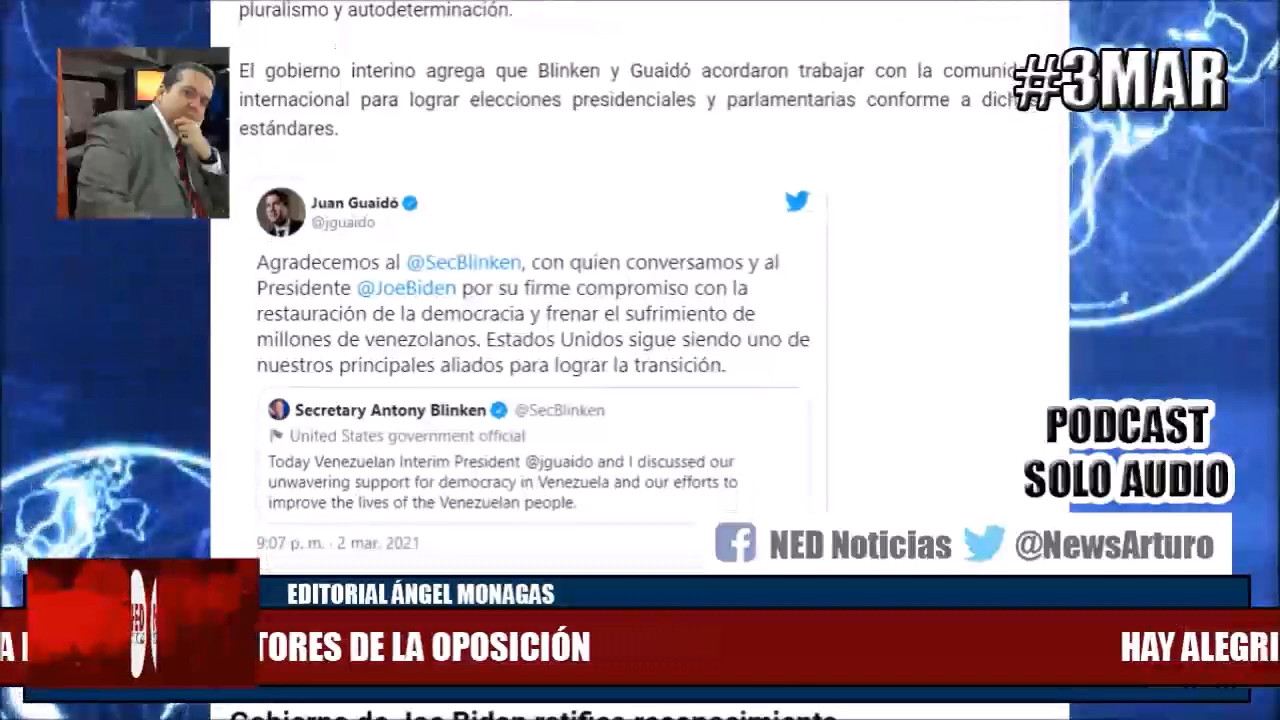 pluralismo y autodeterminación.
El gobierno interino agrega que Blinken y Guaidó acordaron trabajar con la
internacional para lograr elecciones presidenciales y parlamentarias conforme a
estándares.
#3MAR
Juan Guaidó
@jguaido
Agradecemos al @SecBlinken, con quien conversamos y al
Presidente @JoeBiden por su firme compromiso con la
restauración de la democracia y frenar el sufrimiento de
millones de venezolanos. Estados Unidos sigue siendo uno de
nuestros principales aliados para lograr la transición.
Secretary Antony Blinken @SecBlinken
United States government official
Today Venezuelan Interim President @jguaido and I discussed our
unwavering support for democracy in Venezuela and our efforts to
improve the lives of the Venezuelan people.
9:07 p. m. · 2 mar. 2021
PODCAST
SOLO AUDIO
NED Noticias @NewsArturo
EDITORIAL ÁNGEL MONAGAS
TORES DE LA OPOSICIÓN HAY ALEGRI
Gobierno de Joe Biden ratifica reconocimiento